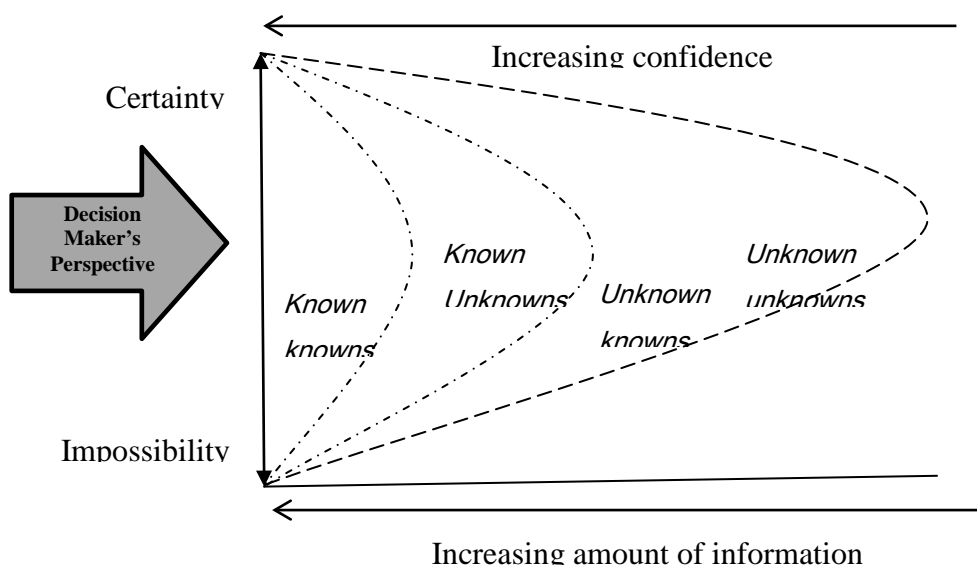 Increasing confidence
Certainty
Decision
Maker’s
Perspective
Known
knowns
Known
Unknowns
Unknown
knowns
Unknown
unknowns
Impossibility
Increasing amount of information